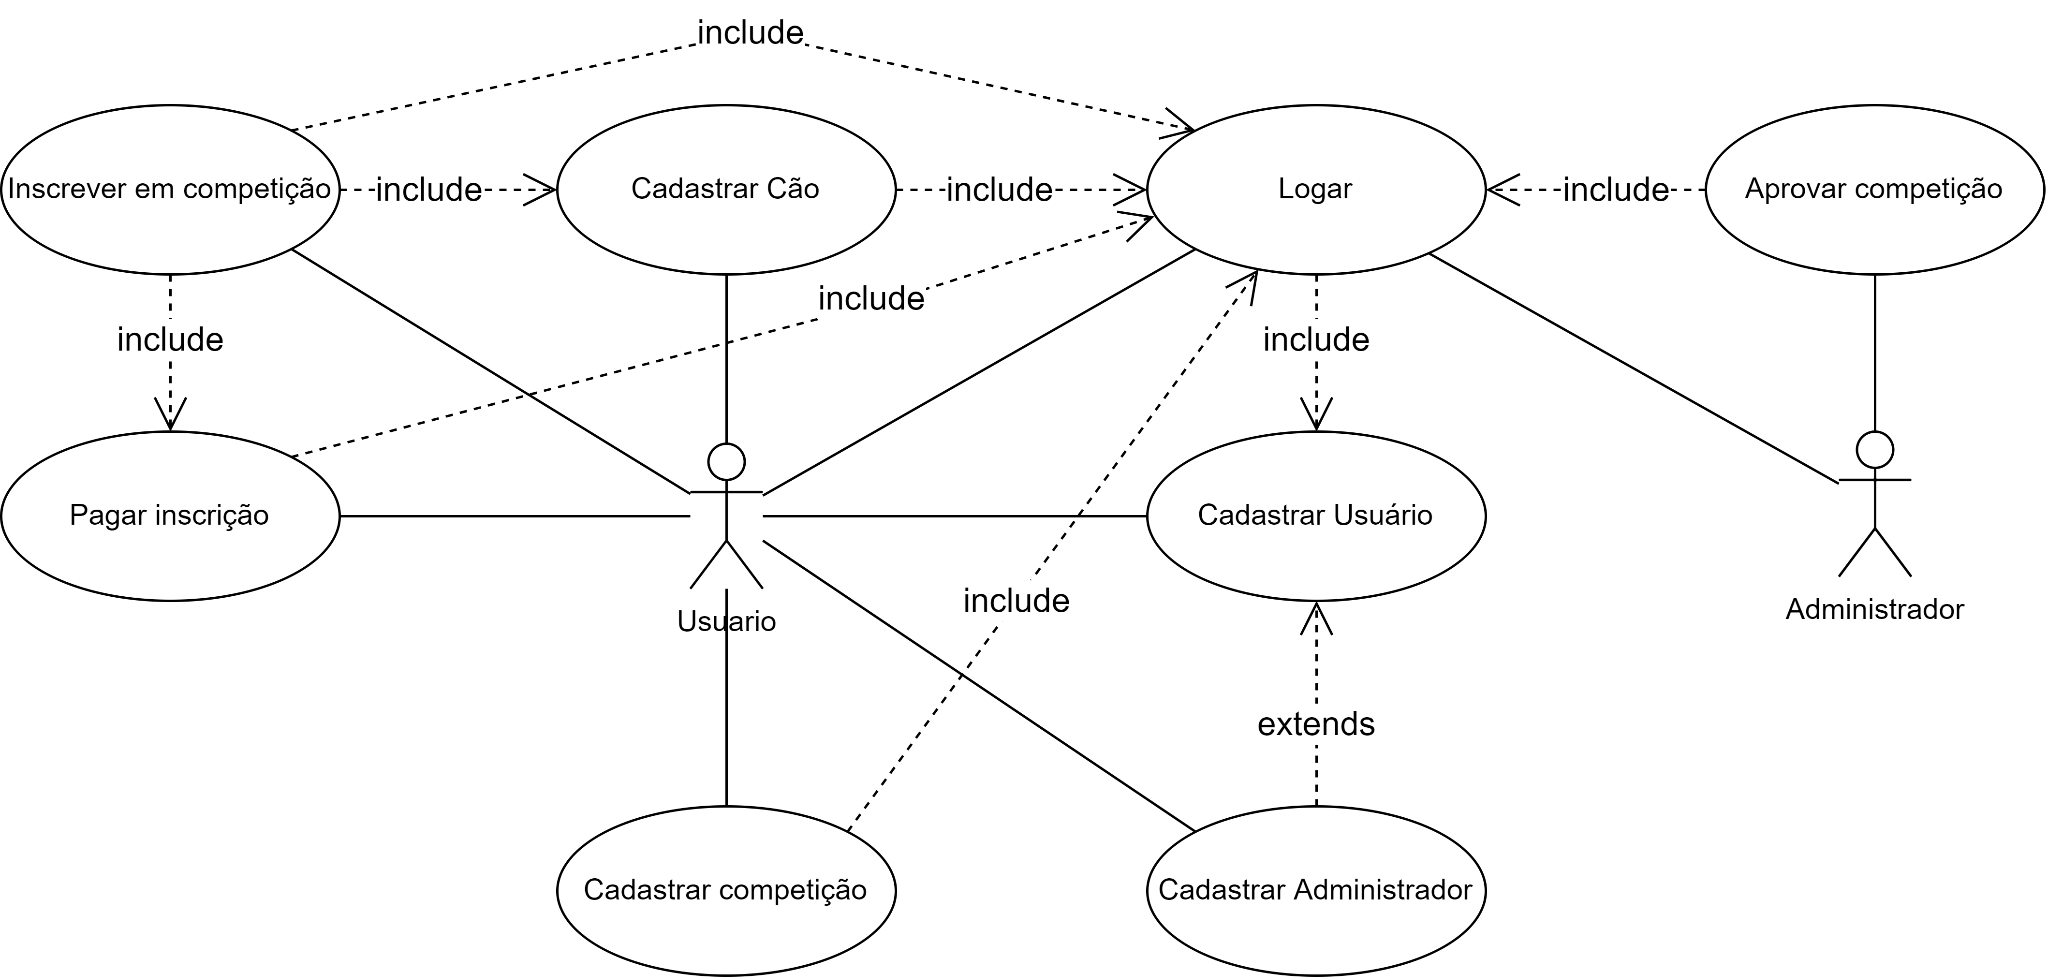 include
Inscrever em competição
include
Cadastrar Cão
include
Logar
include
Aprovar competição
include
include
include
Pagar inscrição
Cadastrar Usuário
include
Usuario
Administrador
extends
Cadastrar competição
Cadastrar Administrador